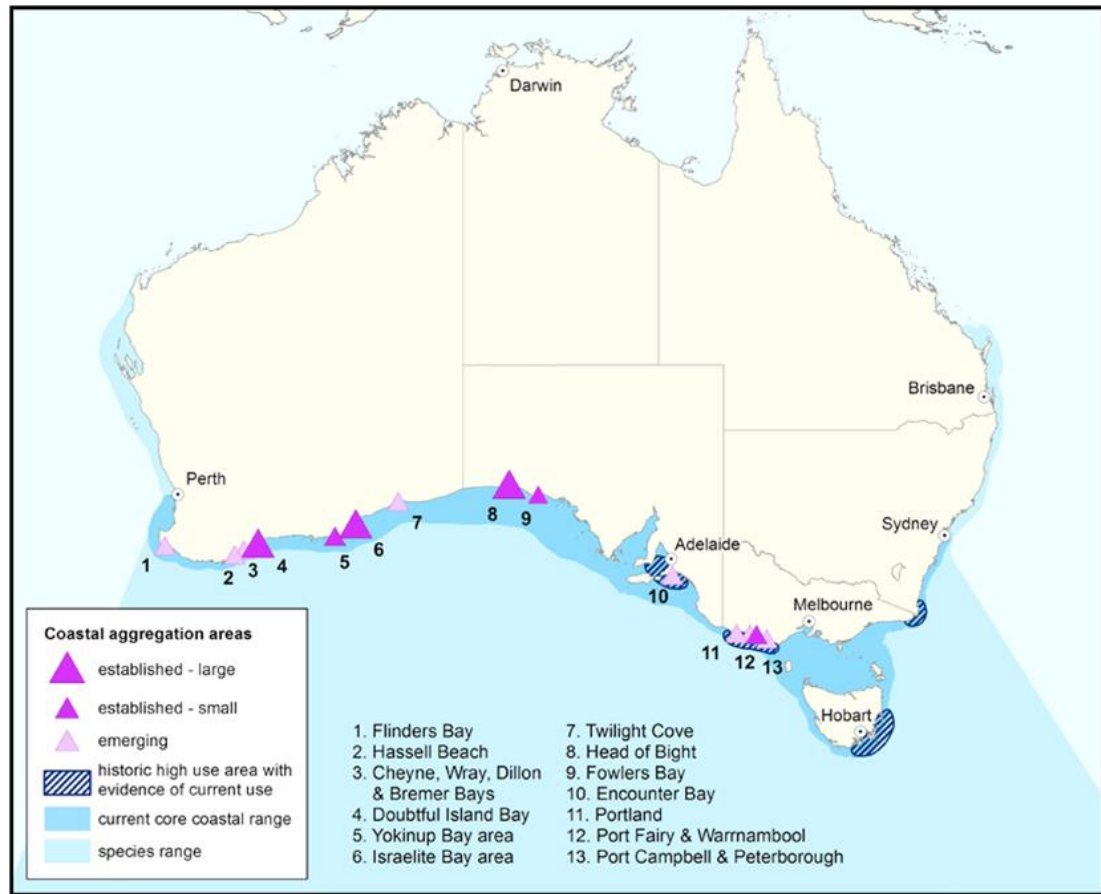 Darwin
Brisbane
Perth
Sydney
Adelaide
Melbourne
Hobart
1
2
3
4
5
6
7
8
9
10
11
12
13
Coastal aggregation areas
established - large
established - small
emerging
historic high use area with
evidence of current use
current core coastal range
species range
1. Flinders Bay
2. Hassell Beach
3. Cheyne, Wray, Dillon
& Bremer Bays
4. Doubtful Island Bay
5. Yokinup Bay area
6. Israelite Bay area
7. Twilight Cove
8. Head of Bight
9. Fowlers Bay
10. Encounter Bay
11. Portland
12. Port Fairy & Warrnambool
13. Port Campbell & Peterborough